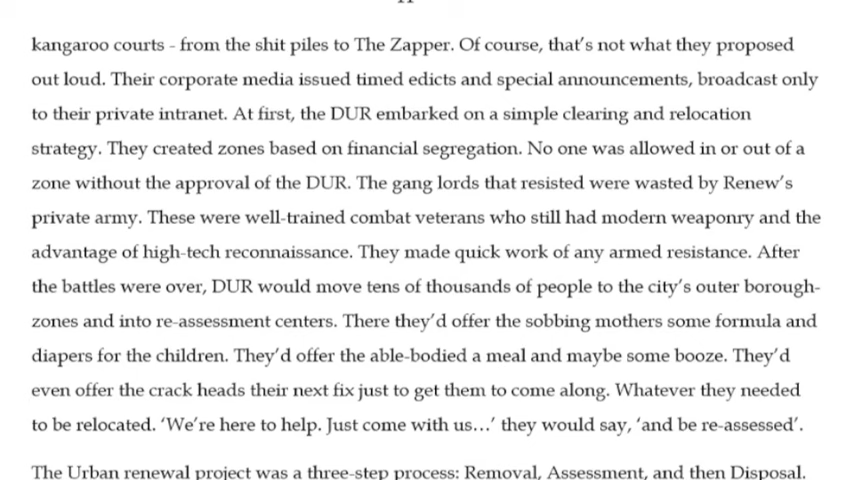 kangaroo courts - from the shit piles to The Zapper. Of course, that's not what they proposed
out loud. Their corporate media issued timed edicts and special announcements, broadcast only
to their private intranet. At first, the DUR embarked on a simple clearing and relocation
strategy. They created zones based on financial segregation. No one was allowed in or out of a
zone without the approval of the DUR. The gang lords that resisted were wasted by Renew's
private army. These were well-trained combat veterans who still had modern weaponry and the
advantage of high-tech reconnaissance. They made quick work of any armed resistance. After
the battles were over, DUR would move tens of thousands of people to the city's outer borough-
zones and into re-assessment centers. There they'd offer the sobbing mothers some formula and
diapers for the children. They'd offer the able-bodied a meal and maybe some booze. They'd
even offer the crack heads their next fix just to get them to come along. Whatever they needed
to be relocated. 'We're here to help. Just come with us…' they would say, 'and be re-assessed'.
The Urban renewal project was a three-step process: Removal, Assessment, and then Disposal.